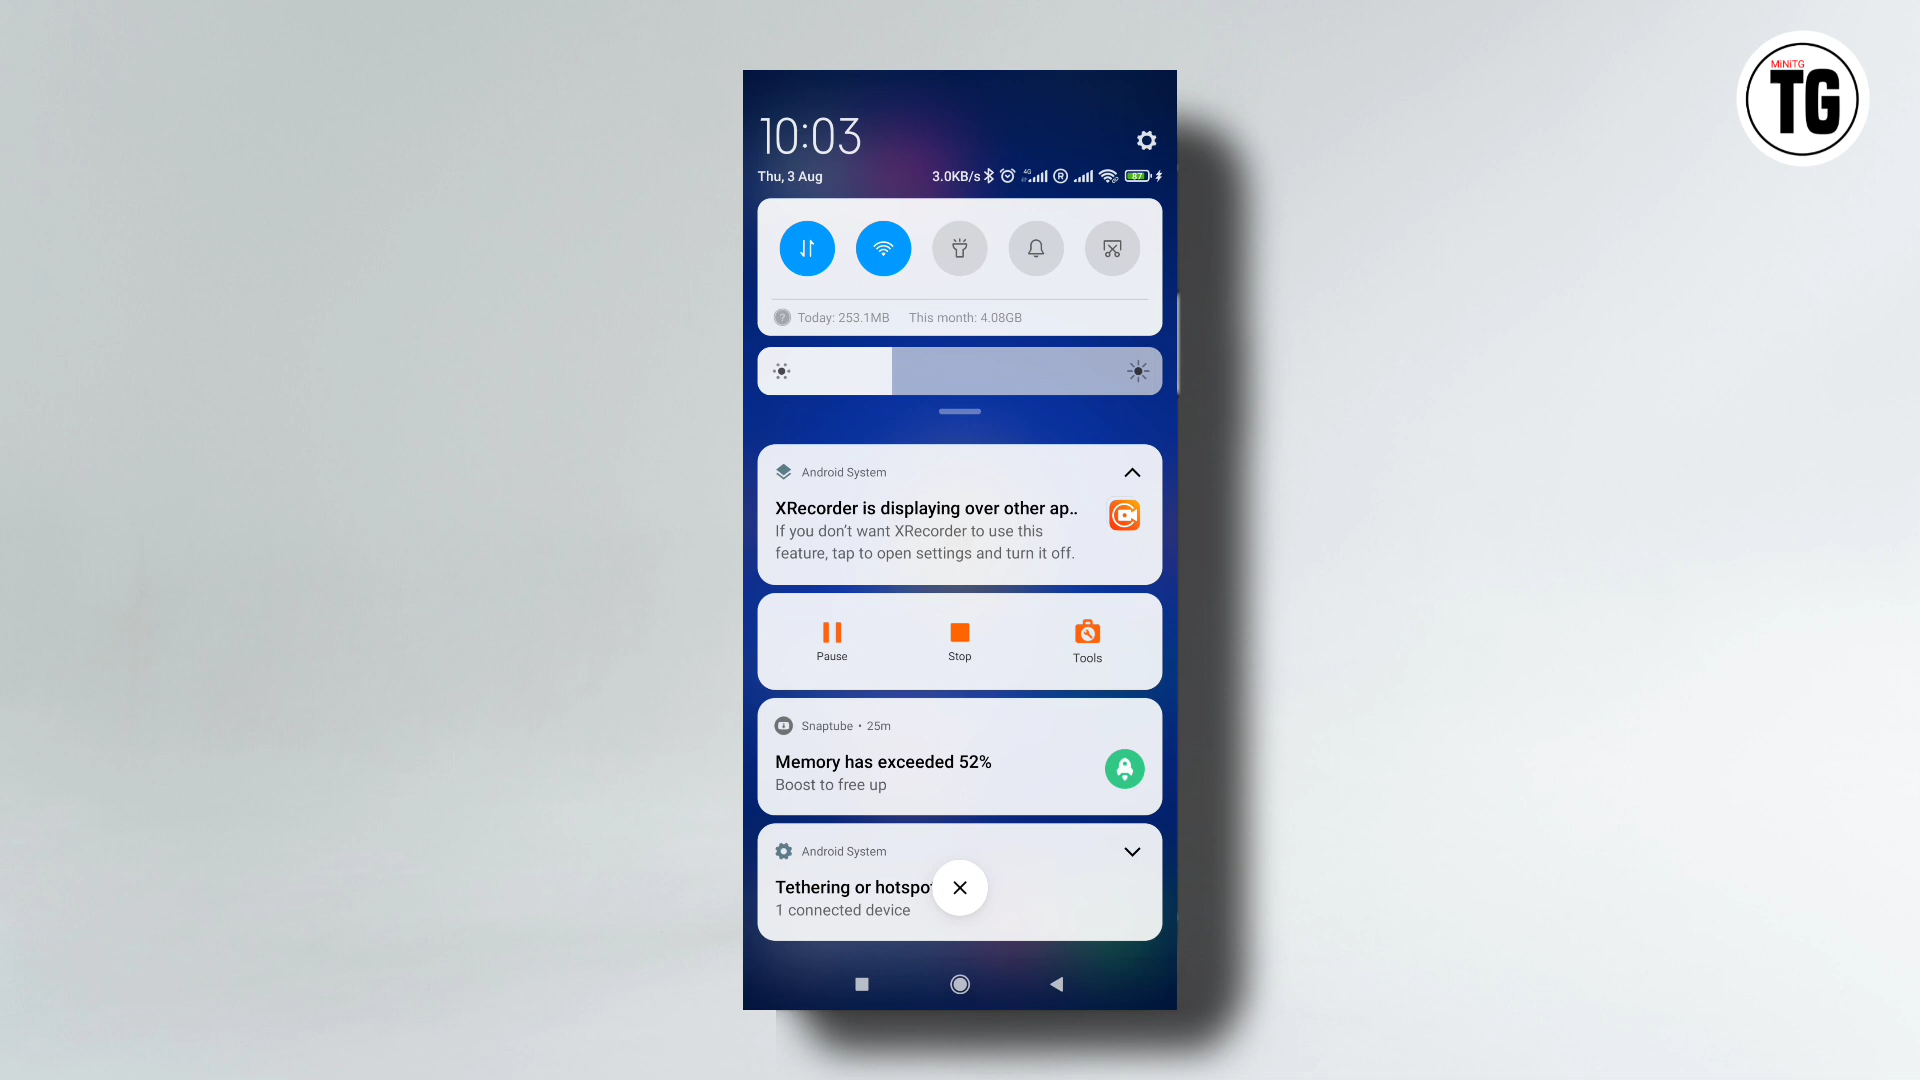 MiNiTG
TG
10:03
Thu, 3 Aug
3.0KB/s 4G R 87
Today: 253.1MB This month: 4.08GB
Android System
XRecorder is displaying over other ap..
If you don't want XRecorder to use this
feature, tap to open settings and turn it off.
Pause Stop Tools
Snaptube • 25m
Memory has exceeded 52%
Boost to free up
Android System
Tethering or hotspo
1 connected device